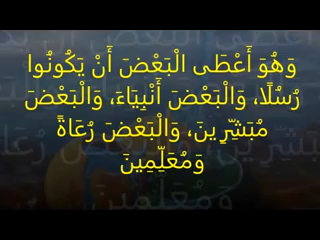 وَهُوَ أَعْطَى الْبَعْضَ أَنْ يَكُونُوا
رُسُلًا، وَالْبَعْضَ أَنْبِيَاءَ، وَالْبَعْضَ
مُبَشِّرِينَ، وَالْبَعْضَ رُعَاةً
وَمُعَلِّمِينَ